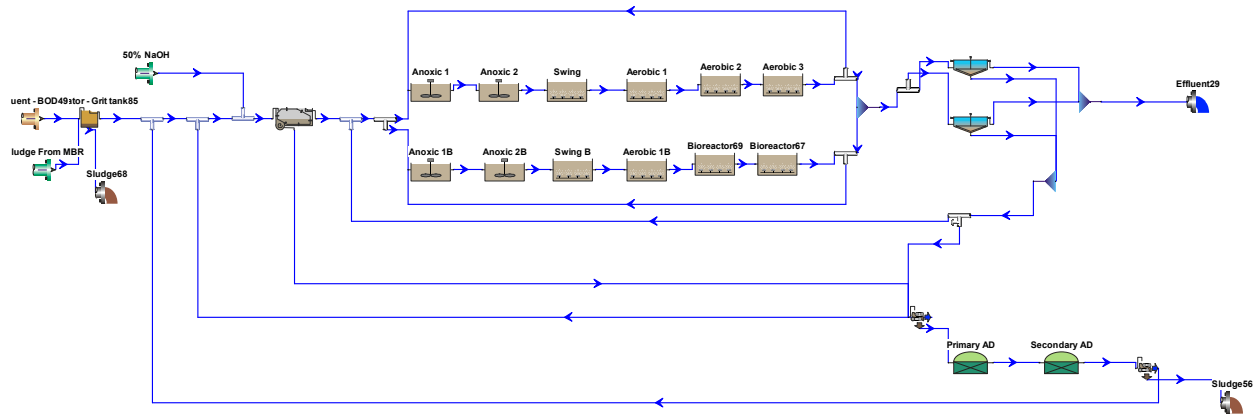 50% NaOH
uent - BOD49stor - Grit tank85
ludge From MBR
Sludge68
Anoxic 1
Anoxic 2
Swing
Aerobic 1
Aerobic 2
Aerobic 3
Anoxic 1B
Anoxic 2B
Swing B
Aerobic 1B
Bioreactor69
Bioreactor67
Effluent29
Primary AD
Secondary AD
Sludge56